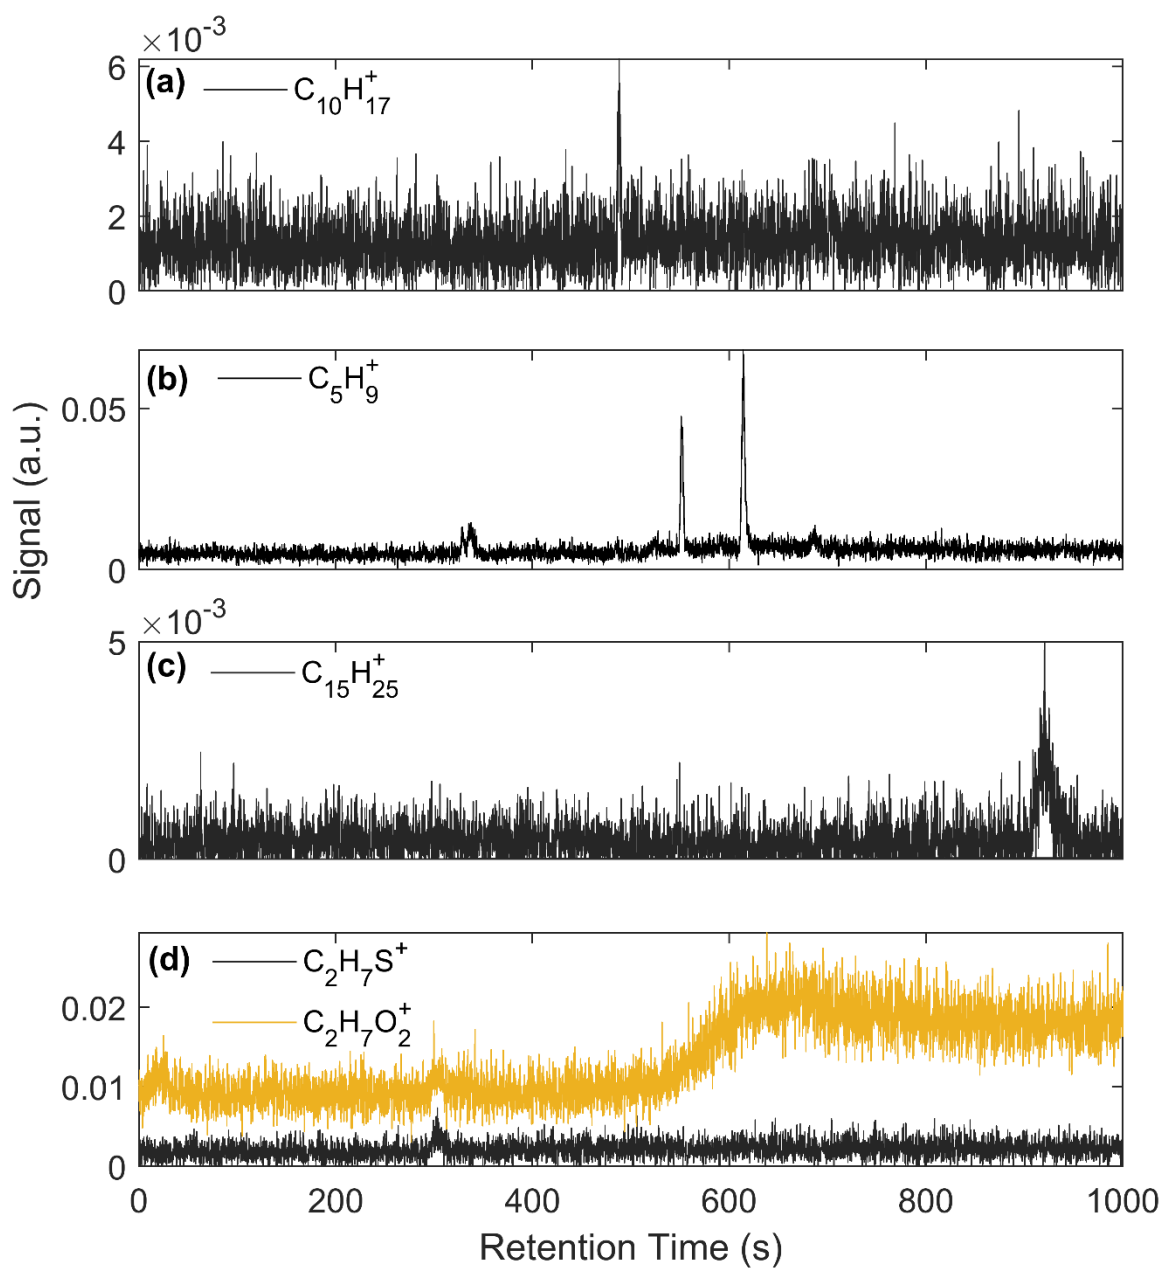 ×10⁻³
6
(a) C₁₀H₁₇⁺
4
2
0
(b) C₅H₉⁺
0.05
0
×10⁻³
5
(c) C₁₅H₂₅⁺
0
(d) C₂H₇S⁺
C₂H₇O₂⁺
0.02
0.01
0
0 200 400 600 800 1000
Retention Time (s)
Signal (a.u.)